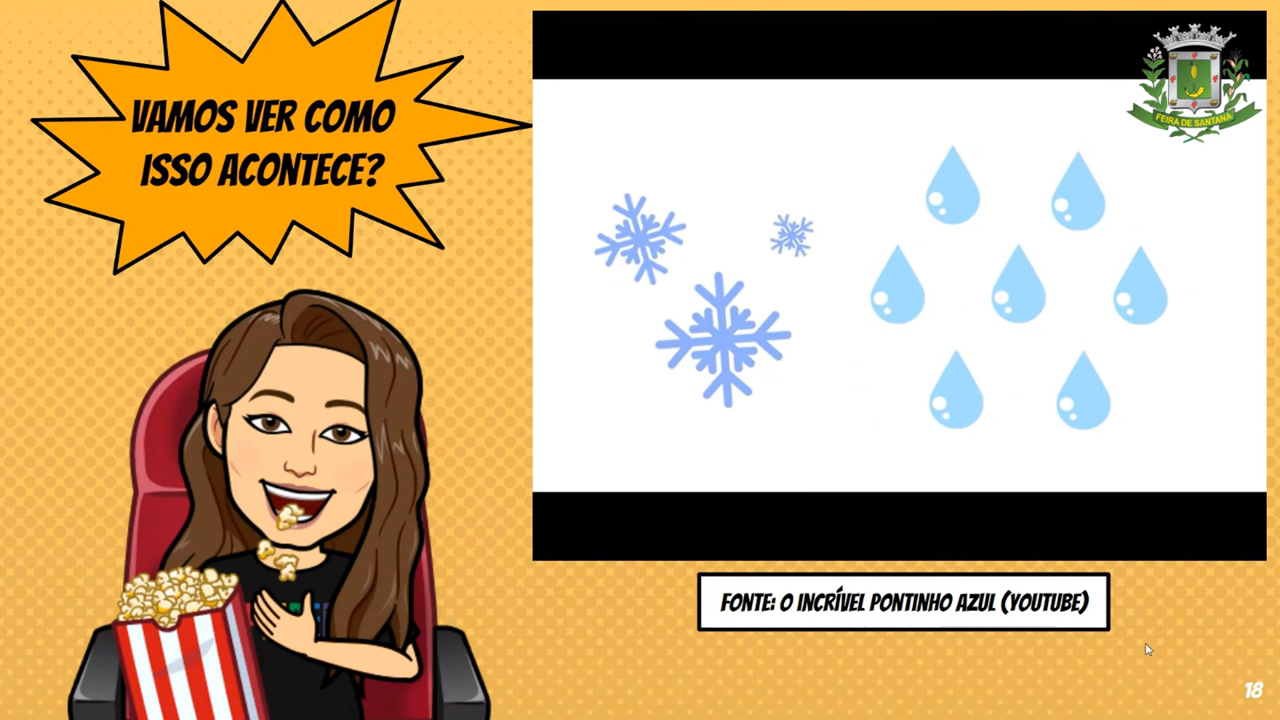 VAMOS VER COMO
ISSO ACONTECE?
FEIRA DE SANTANA
FONTE: O INCRÍVEL PONTINHO AZUL (YOUTUBE)
18